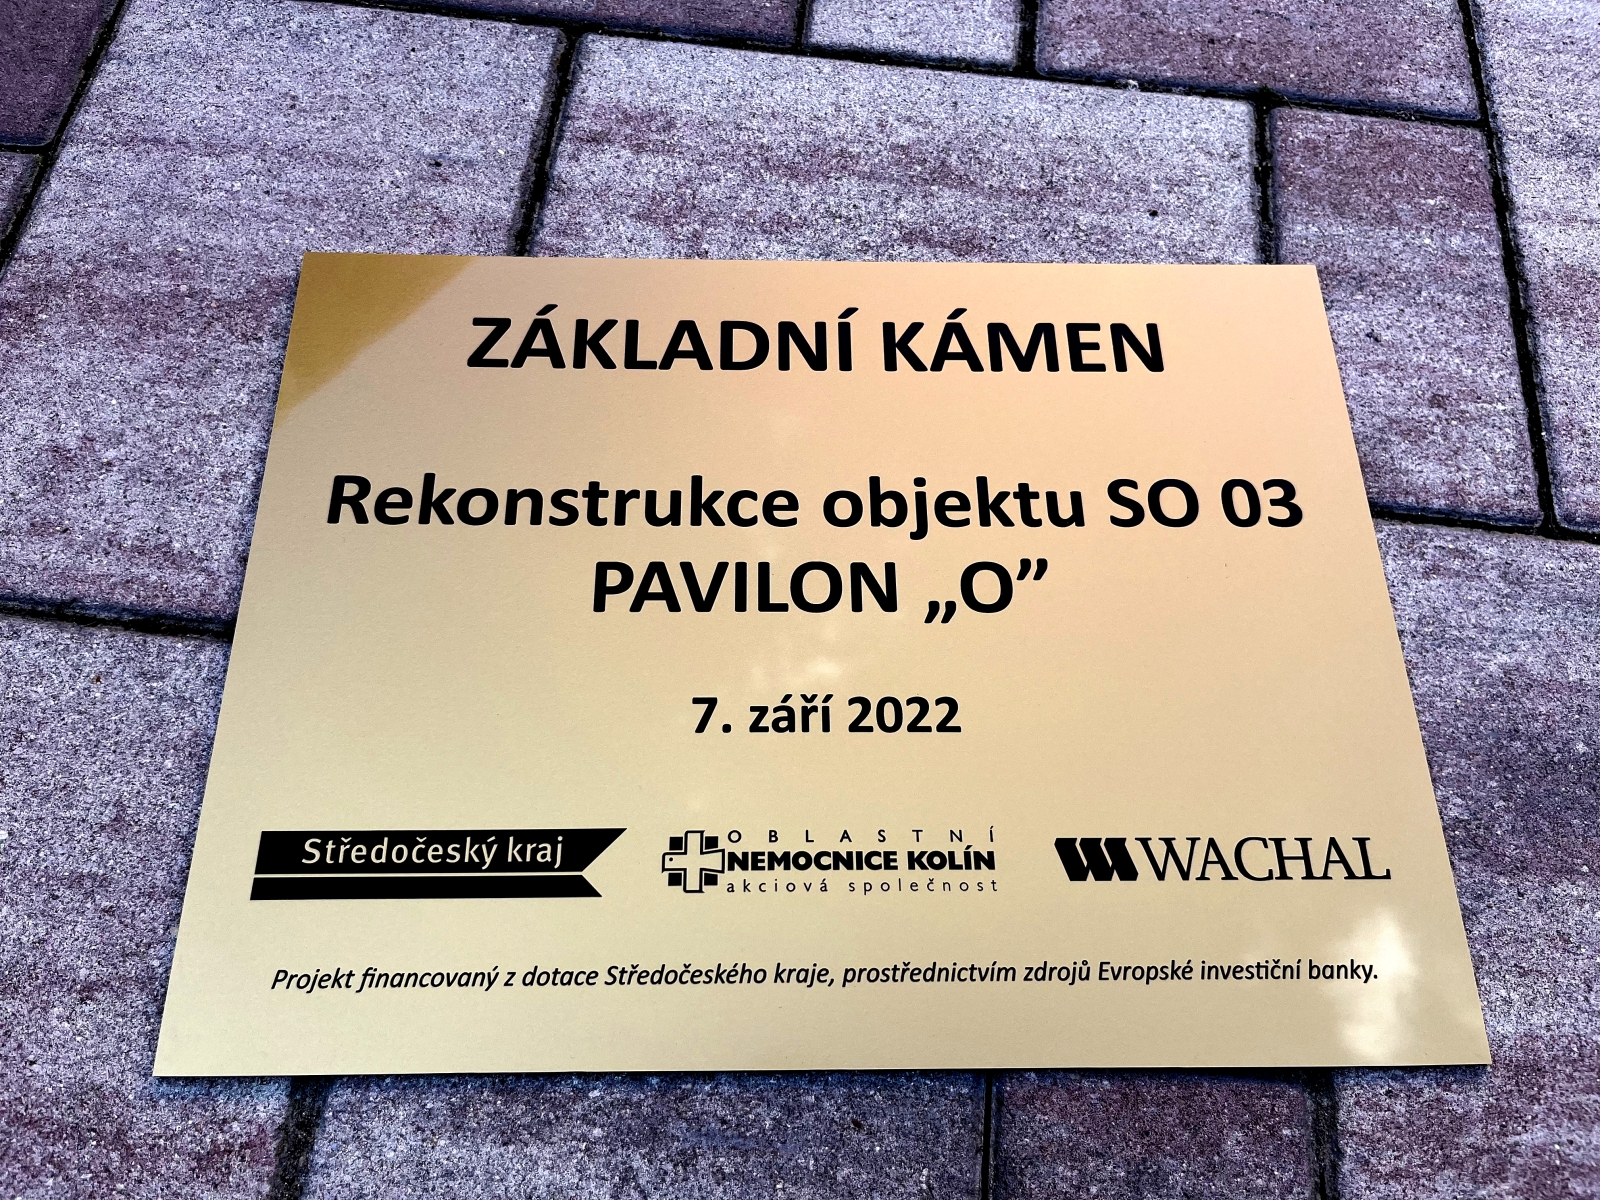 ZÁKLADNÍ KÁMEN
Rekonstrukce objektu SO 03
PAVILON „O”
7. září 2022
Středočeský kraj
OBLASTNÍ
NEMOCNICE KOLÍN
akciová společnost
WACHAL
Projekt financovaný z dotace Středočeského kraje, prostřednictvím zdrojů Evropské investiční banky.